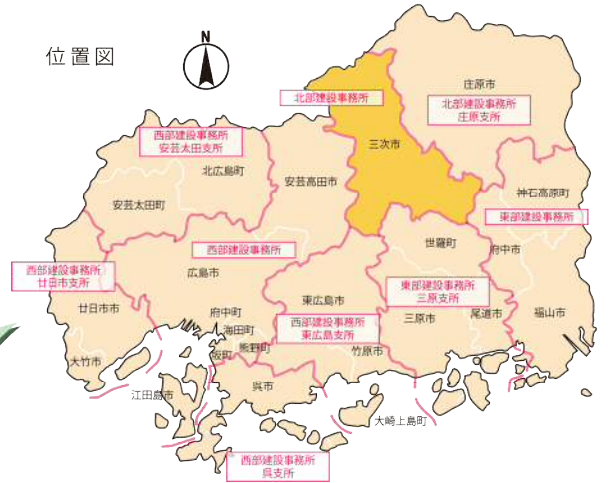 位置図
N
庄原市
北部建設事務所
北部建設事務所
庄原支所
西部建設事務所
安芸太田支所
三次市
北広島町
安芸高田市
神石高原町
安芸太田町
東部建設事務所
世羅町
府中市
西部建設事務所
西部建設事務所
廿日市支所
広島市
東部建設事務所
三原支所
東広島市
廿日市市
府中町
海田町
西部建設事務所
東広島支所
三原市
尾道市
福山市
熊野町
坂町
竹原市
大竹市
江田島市
呉市
大崎上島町
西部建設事務所
呉支所